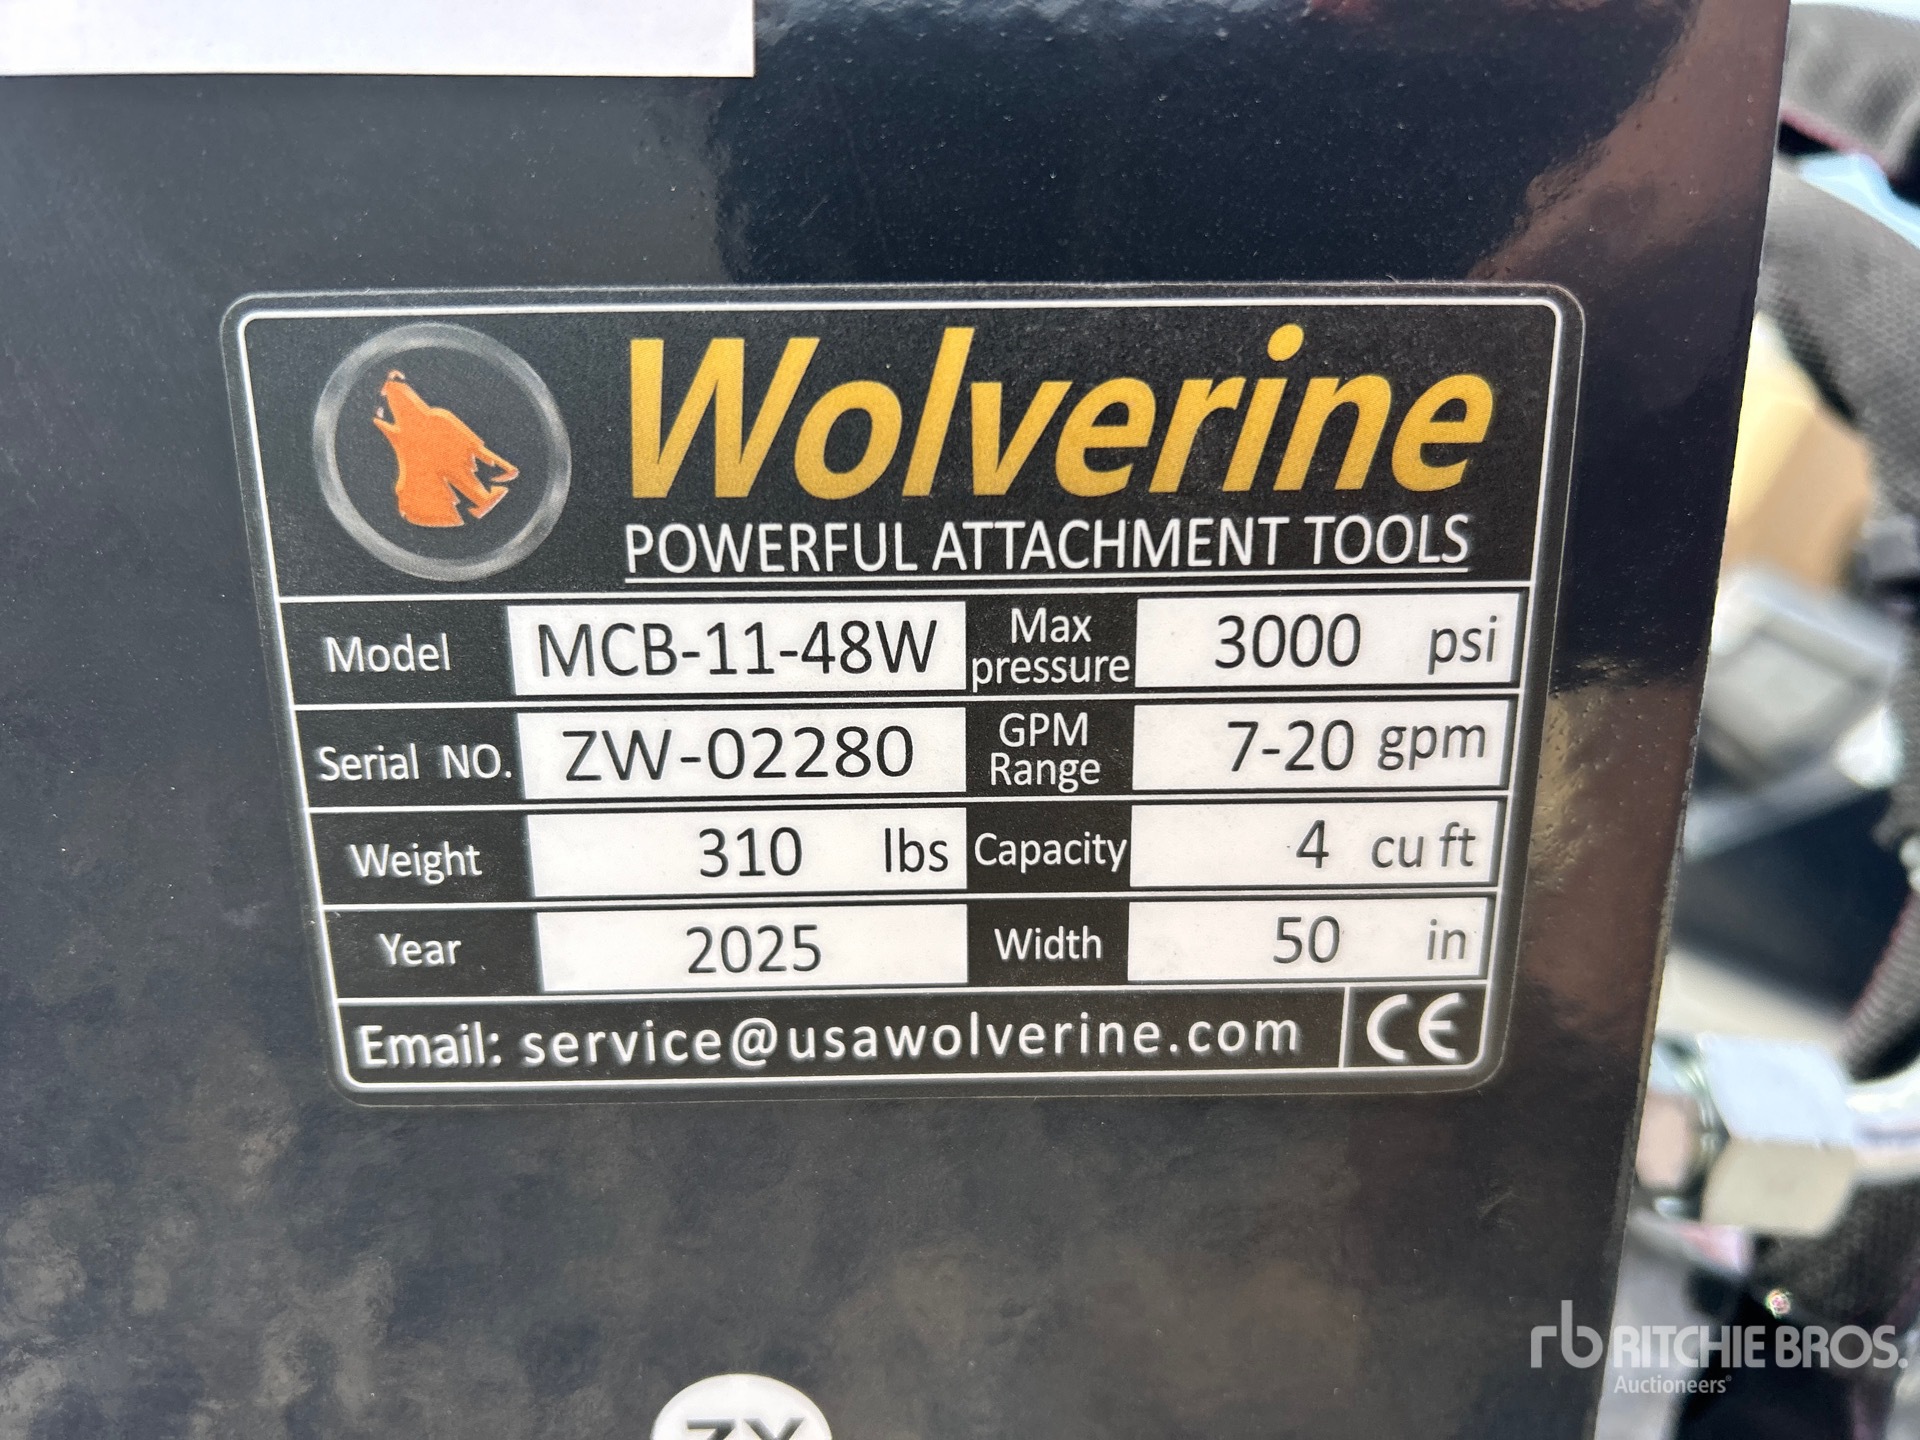 Wolverine
POWERFUL ATTACHMENT TOOLS
Model MCB-11-48W Max pressure 3000 psi
Serial NO. ZW-02280 GPM Range 7-20 gpm
Weight 310 lbs Capacity 4 cu ft
Year 2025 Width 50 in
Email: service@usawolverine.com CE
rb RITCHIE BROS.
Auctioneers